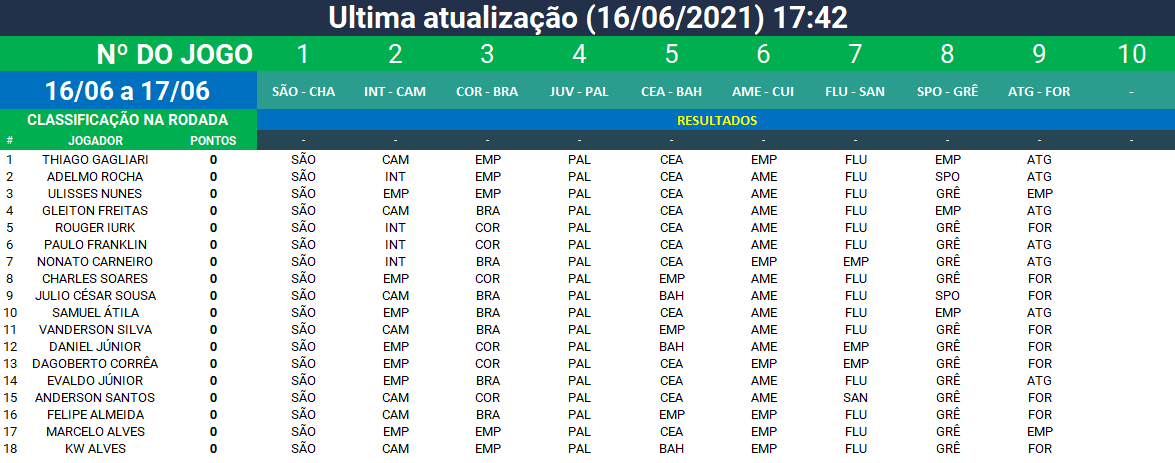 Ultima atualização (16/06/2021) 17:42
Nº DO JOGO 1 2 3 4 5 6 7 8 9 10
16/06 a 17/06 SÃO - CHA INT - CAM COR - BRA JUV - PAL CEA - BAH AME - CUI FLU - SAN SPO - GRÊ ATG - FOR -
CLASSIFICAÇÃO NA RODADA RESULTADOS
# JOGADOR PONTOS - - - - - - - - - -
1 THIAGO GAGLIARI 0 SÃO CAM EMP PAL CEA EMP FLU EMP ATG
2 ADELMO ROCHA 0 SÃO INT EMP PAL CEA AME FLU SPO ATG
3 ULISSES NUNES 0 SÃO EMP EMP PAL CEA AME FLU GRÊ EMP
4 GLEITON FREITAS 0 SÃO CAM BRA PAL CEA AME FLU EMP ATG
5 ROUGER IURK 0 SÃO INT COR PAL CEA AME FLU GRÊ FOR
6 PAULO FRANKLIN 0 SÃO INT COR PAL CEA AME FLU GRÊ ATG
7 NONATO CARNEIRO 0 SÃO INT BRA PAL CEA EMP EMP GRÊ ATG
8 CHARLES SOARES 0 SÃO EMP COR PAL EMP AME FLU GRÊ FOR
9 JULIO CÉSAR SOUSA 0 SÃO CAM BRA PAL BAH AME FLU SPO FOR
10 SAMUEL ÁTILA 0 SÃO EMP BRA PAL CEA AME FLU EMP ATG
11 VANDERSON SILVA 0 SÃO CAM BRA PAL EMP AME FLU GRÊ FOR
12 DANIEL JÚNIOR 0 SÃO EMP COR PAL BAH AME EMP GRÊ FOR
13 DAGOBERTO CORRÊA 0 SÃO EMP COR PAL CEA EMP EMP GRÊ FOR
14 EVALDO JÚNIOR 0 SÃO EMP BRA PAL CEA AME FLU GRÊ ATG
15 ANDERSON SANTOS 0 SÃO CAM COR PAL CEA AME SAN GRÊ FOR
16 FELIPE ALMEIDA 0 SÃO CAM BRA PAL EMP EMP FLU GRÊ FOR
17 MARCELO ALVES 0 SÃO EMP EMP PAL CEA EMP FLU GRÊ EMP
18 KW ALVES 0 SÃO CAM EMP PAL BAH EMP FLU GRÊ FOR